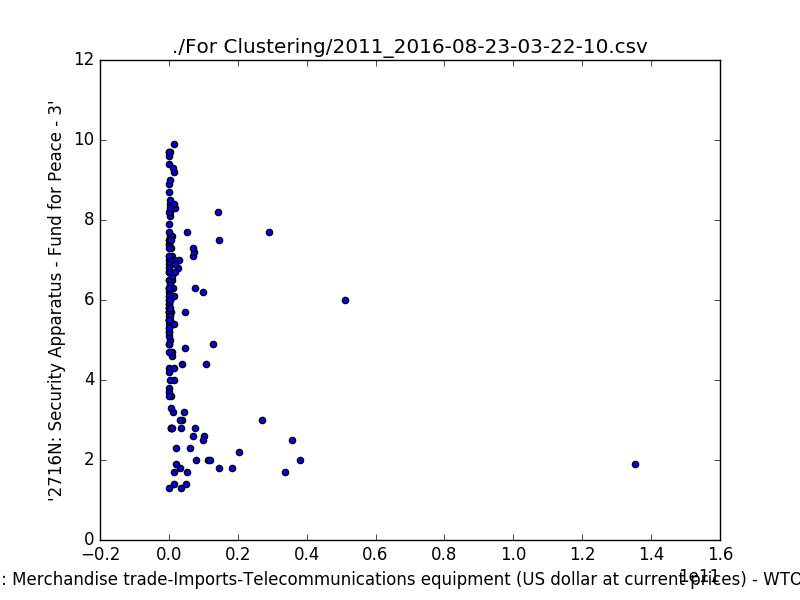 ./For Clustering/2011_2016-08-23-03-22-10.csv
'2716N: Security Apparatus - Fund for Peace - 3'
12
10
8
6
4
2
0
−0.2 0.0 0.2 0.4 0.6 0.8 1.0 1.2 1.4 1.6
1e11
: Merchandise trade-Imports-Telecommunications equipment (US dollar at current prices) - WTO